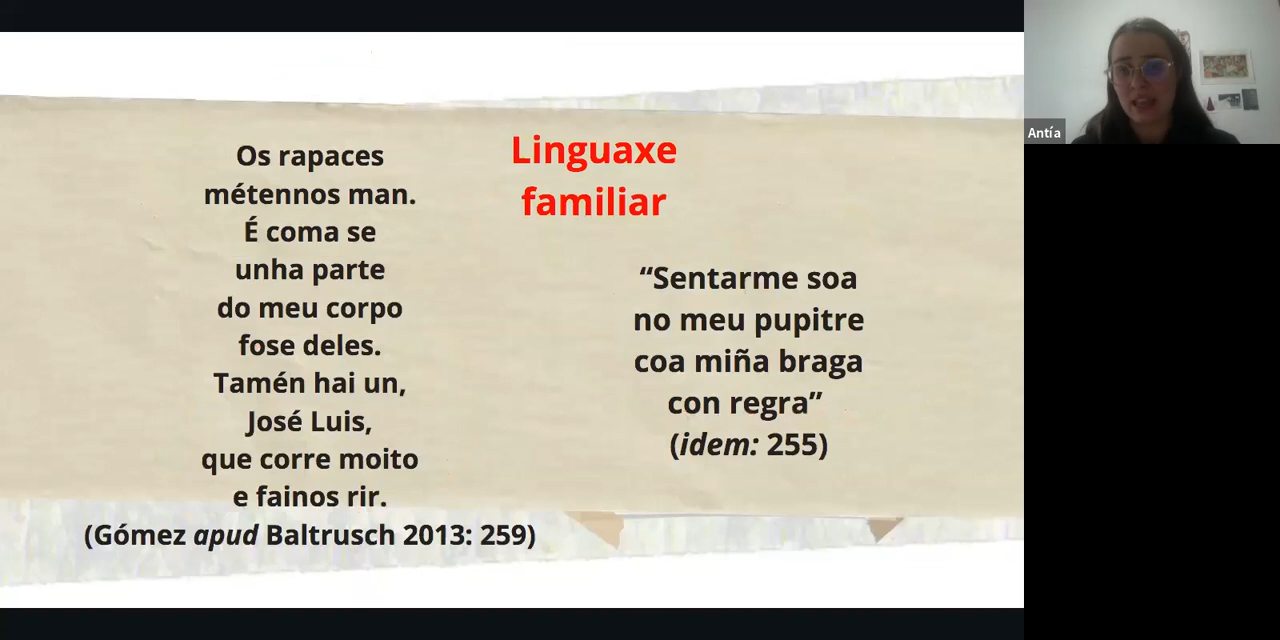 Os rapaces
métennos man.
É coma se
unha parte
do meu corpo
fose deles.
Tamén hai un,
José Luis,
que corre moito
e fainos rir.
(Gómez apud Baltrusch 2013: 259)
Linguaxe
familiar
“Sentarme soa
no meu pupitre
coa miña braga
con regra”
(idem: 255)
Antía